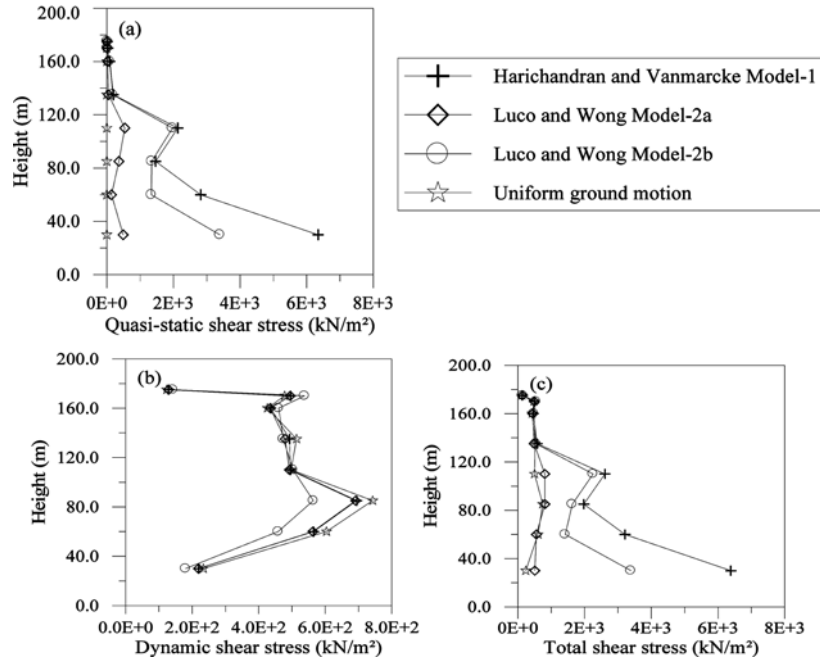 (a)
200.0
160.0
120.0
80.0
40.0
0.0
Height (m)
0E+0 2E+3 4E+3 6E+3 8E+3
Quasi-static shear stress (kN/m²)
Harichandran and Vanmarcke Model-1
Luco and Wong Model-2a
Luco and Wong Model-2b
Uniform ground motion
(b)
200.0
160.0
120.0
80.0
40.0
0.0
Height (m)
0.0E+0 2.0E+2 4.0E+2 6.0E+2 8.0E+2
Dynamic shear stress (kN/m²)
(c)
200.0
160.0
120.0
80.0
40.0
0.0
Height (m)
0E+0 2E+3 4E+3 6E+3 8E+3
Total shear stress (kN/m²)